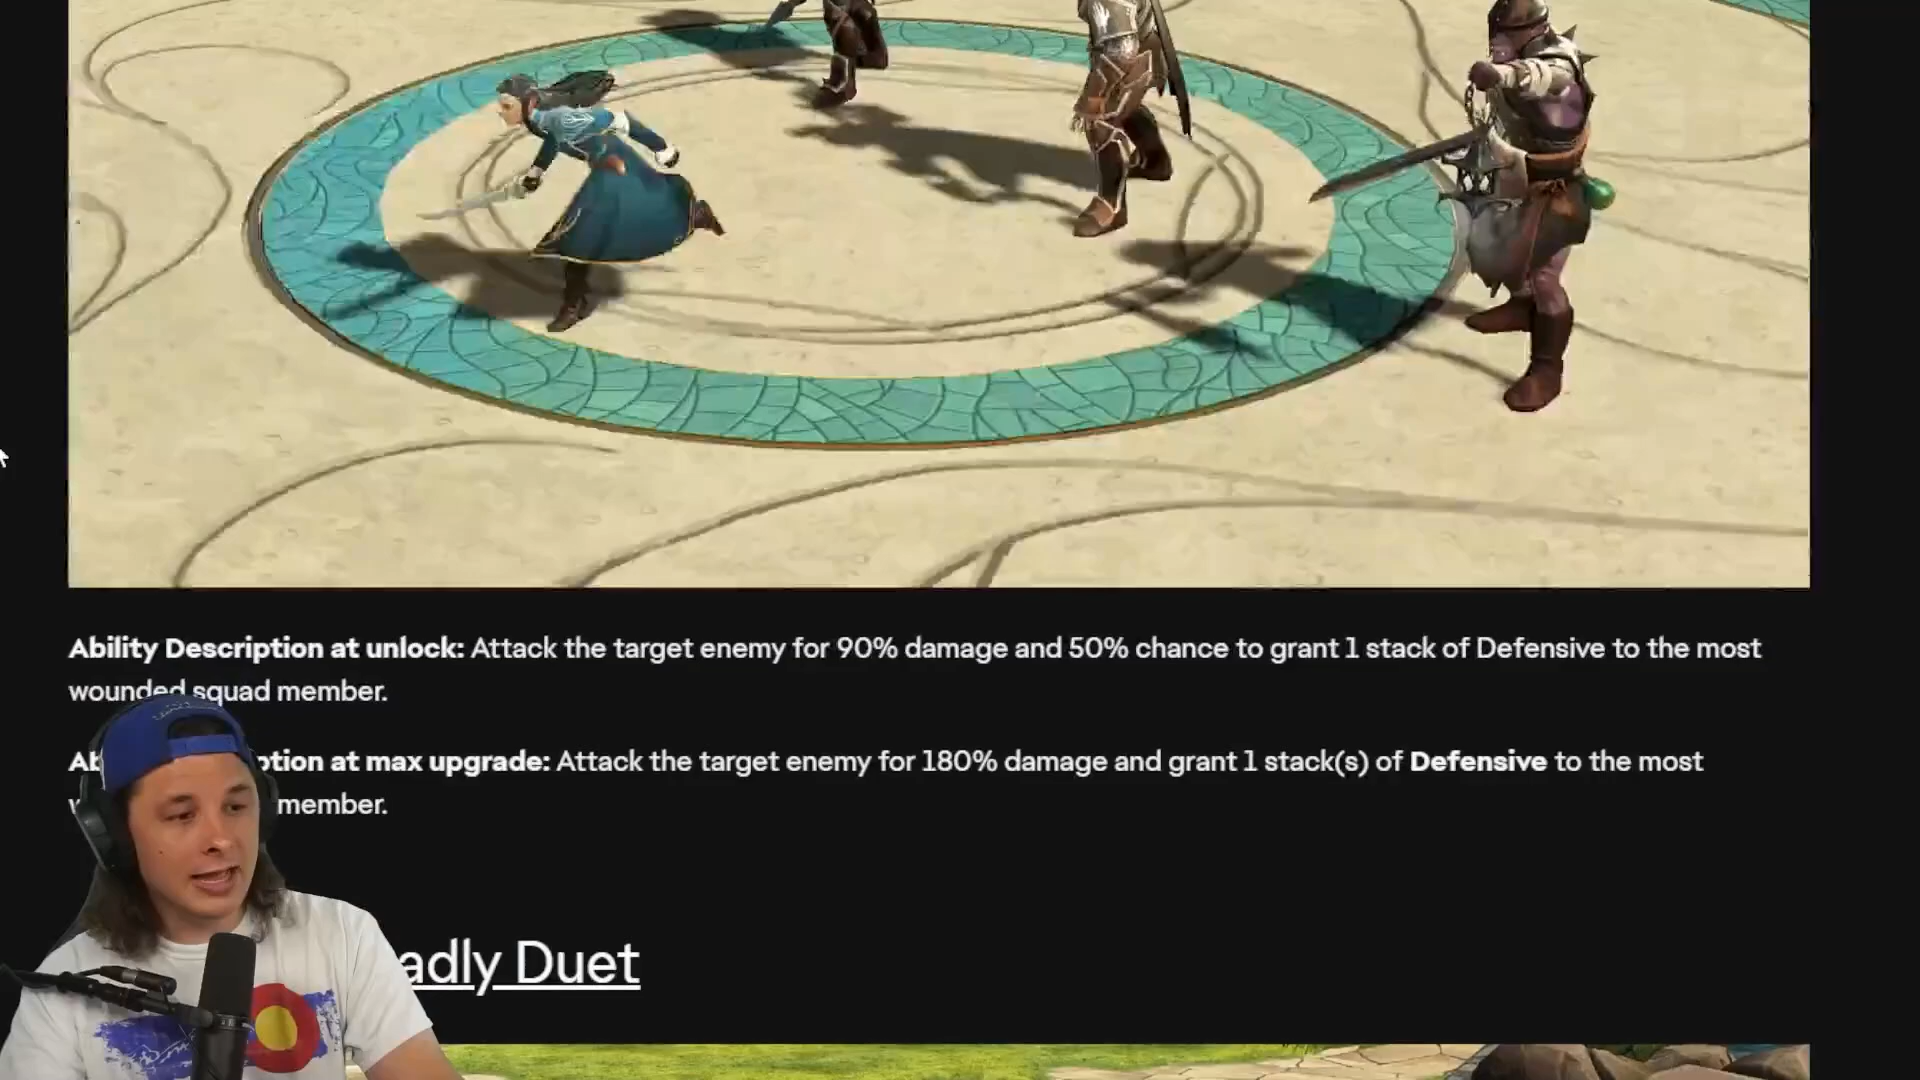 Ability Description at unlock: Attack the target enemy for 90% damage and 50% chance to grant 1 stack of Defensive to the most
wounded squad member.
ption at max upgrade: Attack the target enemy for 180% damage and grant 1 stack(s) of Defensive to the most
member.
adly Duet